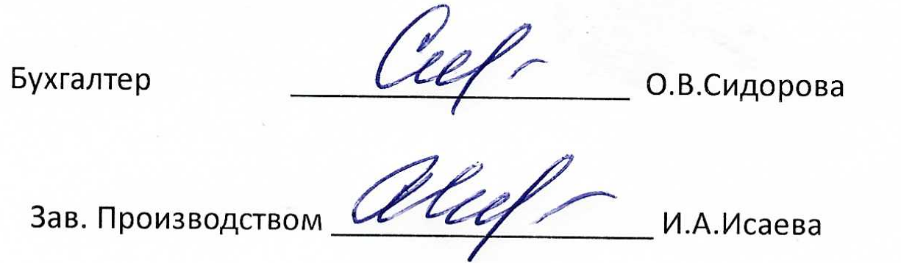 Бухгалтер О.В.Сидорова
Зав. Производством И.А.Исаева